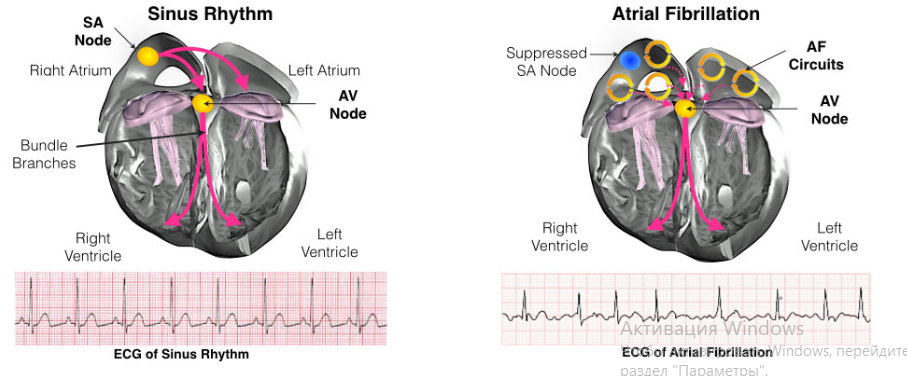 Sinus Rhythm
SA
Node
Right Atrium
Left Atrium
AV
Node
Bundle
Branches
Right
Ventricle
Left
Ventricle
ECG of Sinus Rhythm
Atrial Fibrillation
Suppressed
SA Node
AF
Circuits
AV
Node
Right
Ventricle
Left
Ventricle
Активация Windows
ECG of Atrial Fibrillation
Windows, перейдите
раздел "Параметры".